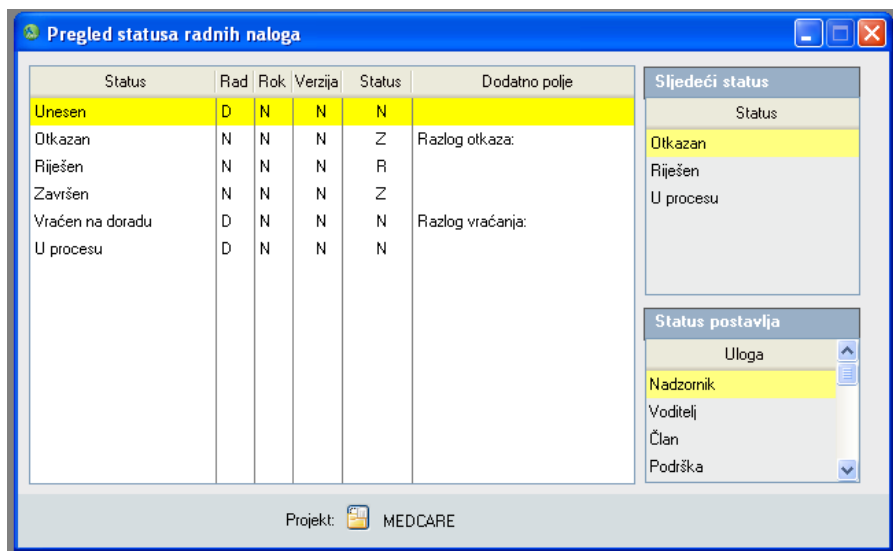 Pregled statusa radnih naloga
Status Rad Rok Verzija Status Dodatno polje
Unesen D N N N
Otkazan N N N Z Razlog otkaza:
Riješen N N N R
Završen N N N Z
Vraćen na doradu D N N N Razlog vraćanja:
U procesu D N N N
Sljedeći status
Status
Otkazan
Riješen
U procesu
Status postavlja
Uloga
Nadzornik
Voditelj
Član
Podrška
Projekt: MEDCARE